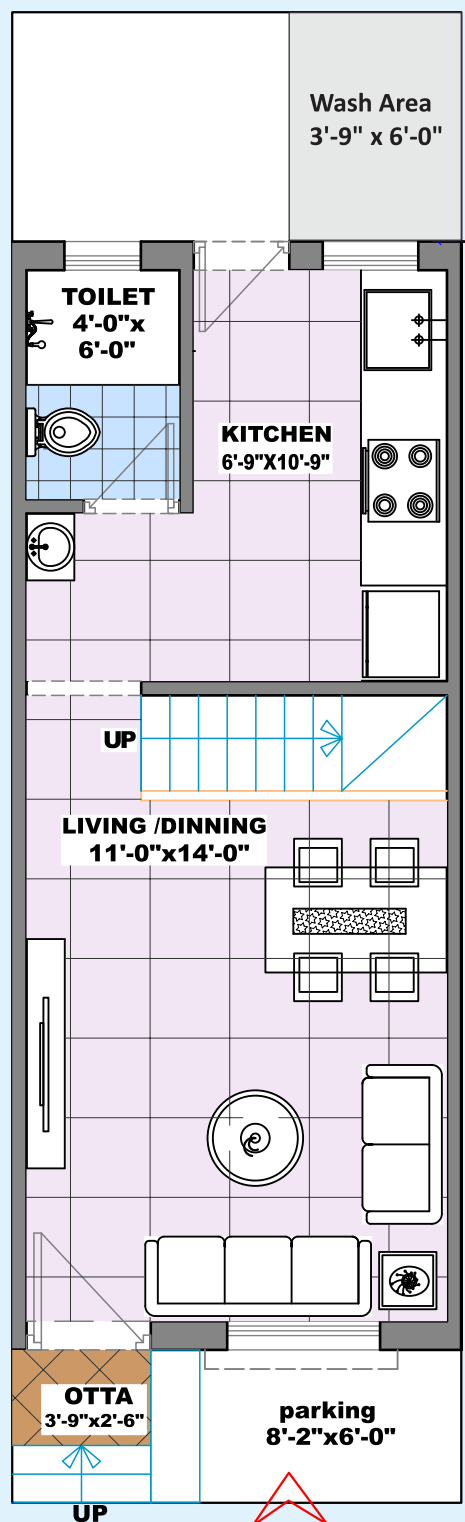 Wash Area
3'-9" x 6'-0"
TOILET
4'-0"x
6'-0"
KITCHEN
6'-9"X10'-9"
UP
LIVING /DINNING
11'-0"x14'-0"
OTTA
3'-9"x2'-6"
parking
8'-2"x6'-0"
UP